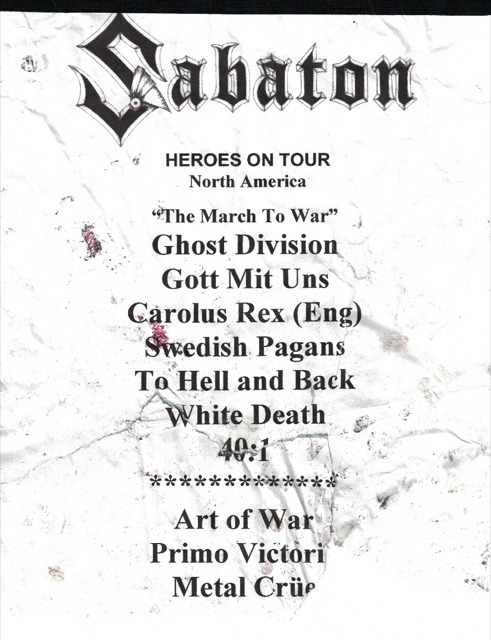 Sabaton
HEROES ON TOUR
North America
“The March To War”
Ghost Division
Gott Mit Uns
Carolus Rex (Eng)
Swedish Pagans
To Hell and Back
White Death
40:1
*************
Art of War
Primo Victori
Metal Crüe